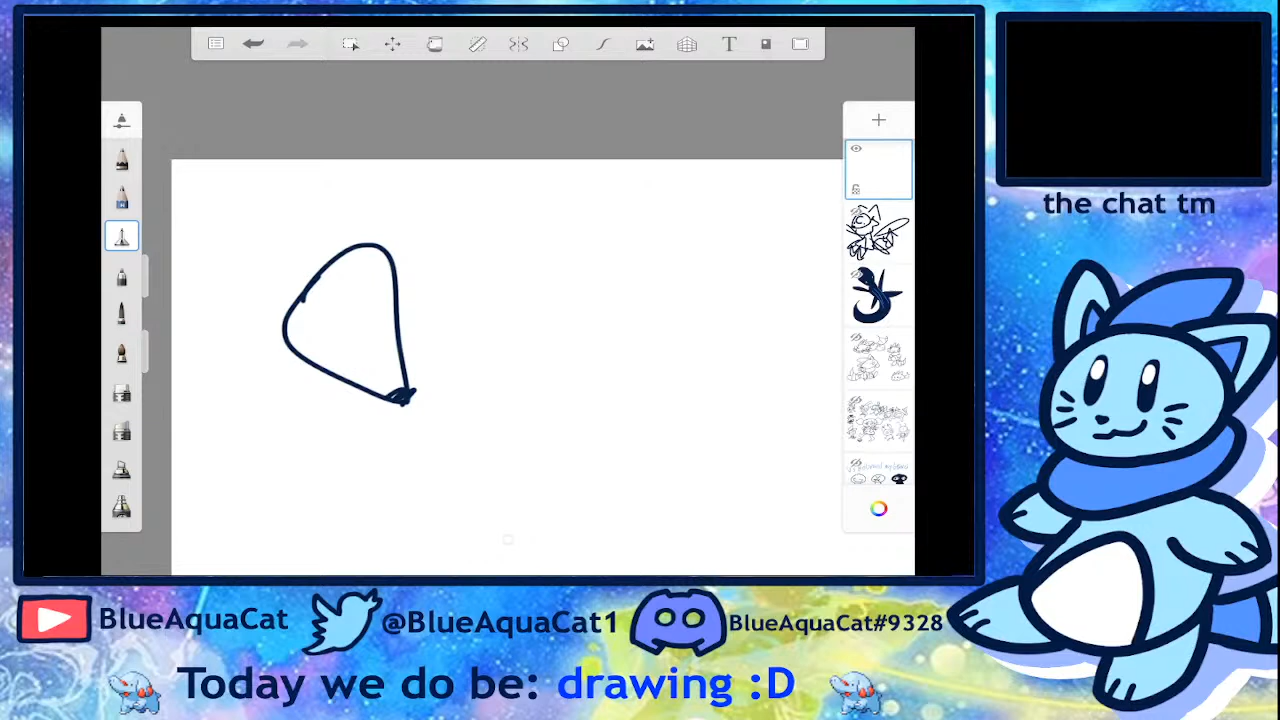 T
the chat tm
BlueAquaCat
@BlueAquaCat1
BlueAquaCat#9328
Today we do be: drawing :D